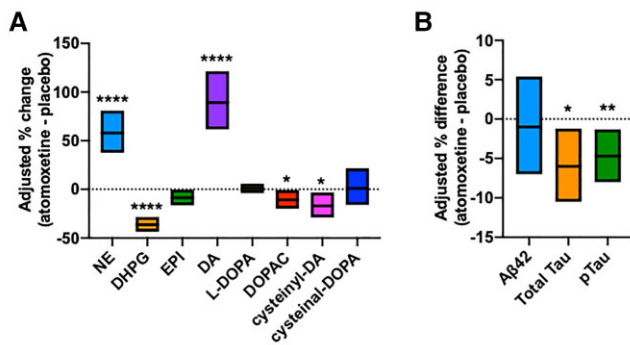 A
Adjusted % change
(atomoxetine - placebo)
150
100
50
0
-50
****
****
****
*
*
NE
DHPG
EPI
DA
L-DOPA
DOPAC
cysteinyl-DA
cysteinal-DOPA
B
Adjusted % difference
(atomoxetine - placebo)
10
5
0
-5
-10
-15
*
**
Aβ42
Total Tau
pTau